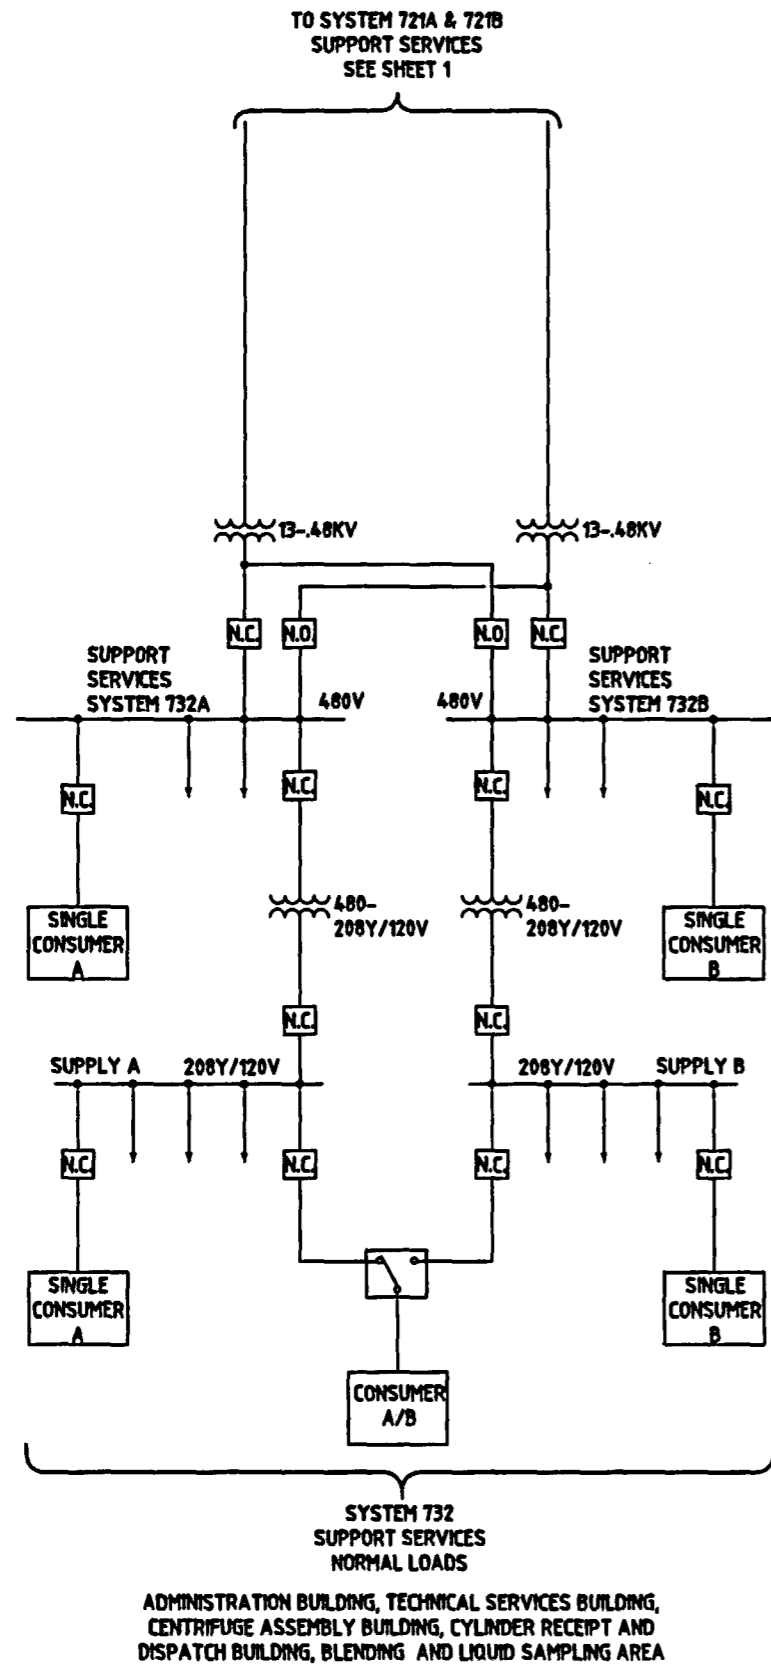 TO SYSTEM 721A & 721B
SUPPORT SERVICES
SEE SHEET 1
13-.48KV
13-.48KV
N.C.
N.O.
N.O.
N.C.
SUPPORT
SERVICES
SYSTEM 732A
480V
480V
SUPPORT
SERVICES
SYSTEM 732B
N.C.
N.C.
N.C.
N.C.
SINGLE
CONSUMER
A
480-
208Y/120V
480-
208Y/120V
SINGLE
CONSUMER
B
N.C.
N.C.
SUPPLY A
208Y/120V
208Y/120V
SUPPLY B
N.C.
N.C.
N.C.
N.C.
SINGLE
CONSUMER
A
SINGLE
CONSUMER
B
CONSUMER
A/B
SYSTEM 732
SUPPORT SERVICES
NORMAL LOADS
ADMINISTRATION BUILDING, TECHNICAL SERVICES BUILDING,
CENTRIFUGE ASSEMBLY BUILDING, CYLINDER RECEIPT AND
DISPATCH BUILDING, BLENDING AND LIQUID SAMPLING AREA